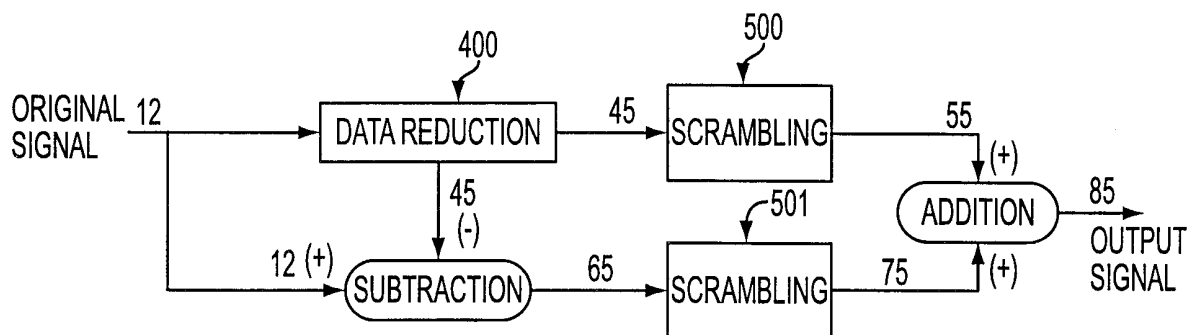 400
500
ORIGINAL
SIGNAL
12
DATA REDUCTION
45
SCRAMBLING
55
(+)
45
(-)
501
ADDITION
85
OUTPUT
SIGNAL
12 (+)
SUBTRACTION
65
SCRAMBLING
75
(+)